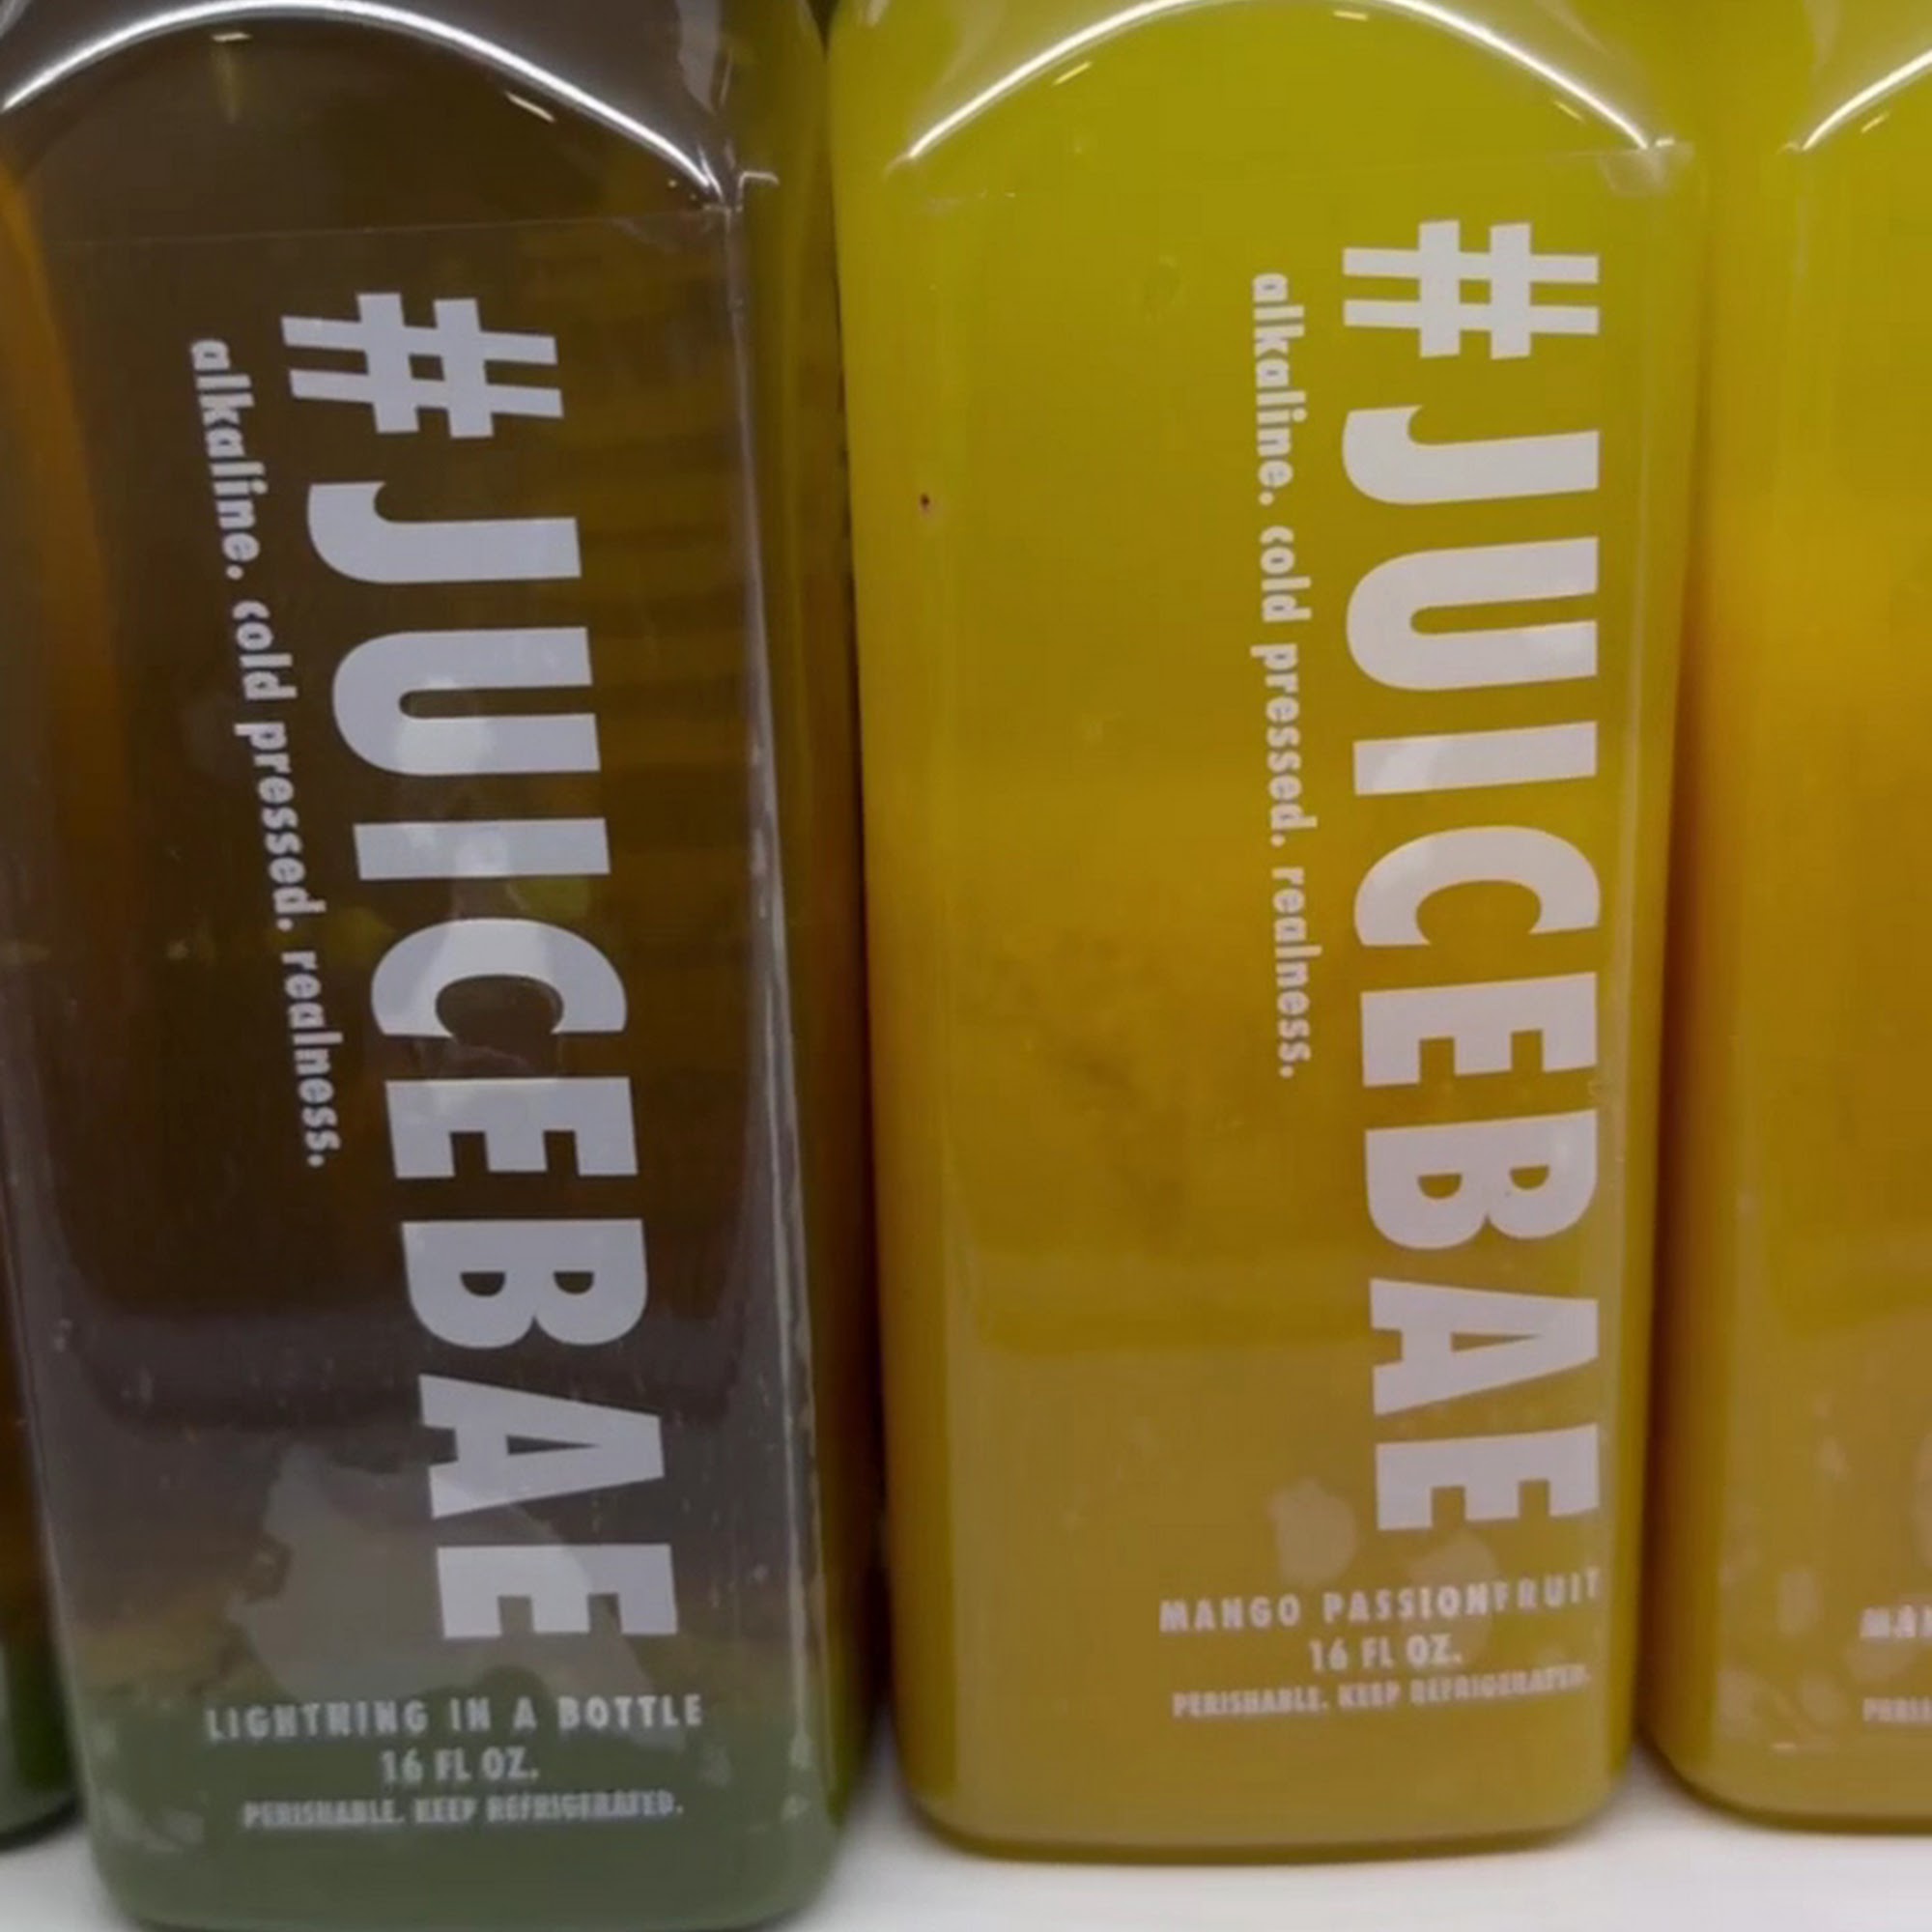 #JUICEBAE
alkaline. cold pressed. realness.
LIGHTNING IN A BOTTLE
16 FL OZ.
PERISHABLE. KEEP REFRIGERATED.
#JUICEBAE
alkaline. cold pressed. realness.
MANGO PASSIONFRUIT
16 FL OZ.
PERISHABLE. KEEP REFRIGERATED.